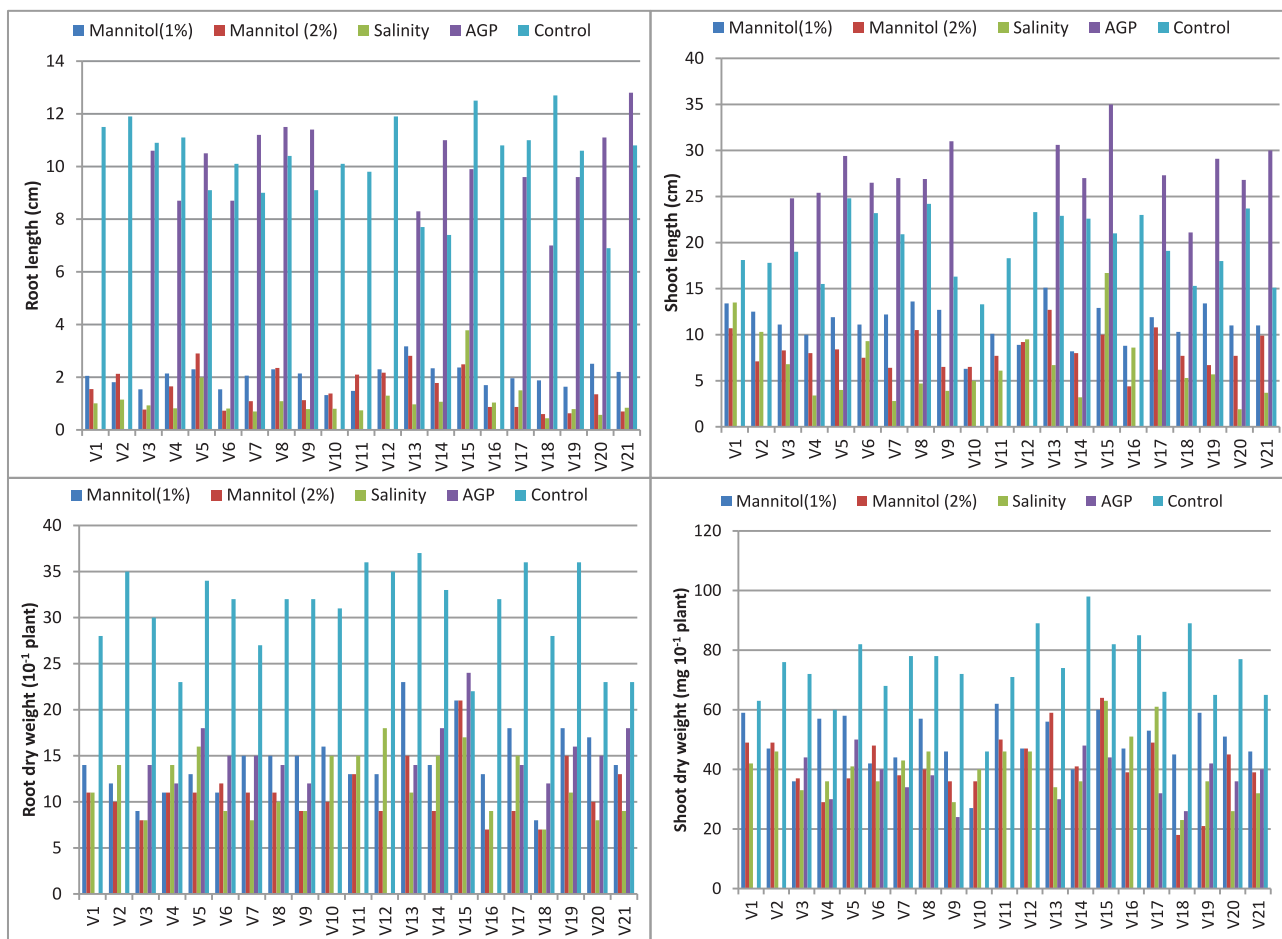 Mannitol(1%) Mannitol (2%) Salinity AGP Control
Root length (cm)
14
12
10
8
6
4
2
0
V1 V2 V3 V4 V5 V6 V7 V8 V9 V10 V11 V12 V13 V14 V15 V16 V17 V18 V19 V20 V21
Mannitol(1%) Mannitol (2%) Salinity AGP Control
Shoot length (cm)
40
35
30
25
20
15
10
5
0
V1 V2 V3 V4 V5 V6 V7 V8 V9 V10 V11 V12 V13 V14 V15 V16 V17 V18 V19 V20 V21
Mannitol(1%) Mannitol (2%) Salinity AGP Control
Root dry weight (10⁻¹ plant)
40
35
30
25
20
15
10
5
0
V1 V2 V3 V4 V5 V6 V7 V8 V9 V10 V11 V12 V13 V14 V15 V16 V17 V18 V19 V20 V21
Mannitol(1%) Mannitol (2%) Salinity AGP Control
Shoot dry weight (mg 10⁻¹ plant)
120
100
80
60
40
20
0
V1 V2 V3 V4 V5 V6 V7 V8 V9 V10 V11 V12 V13 V14 V15 V16 V17 V18 V19 V20 V21